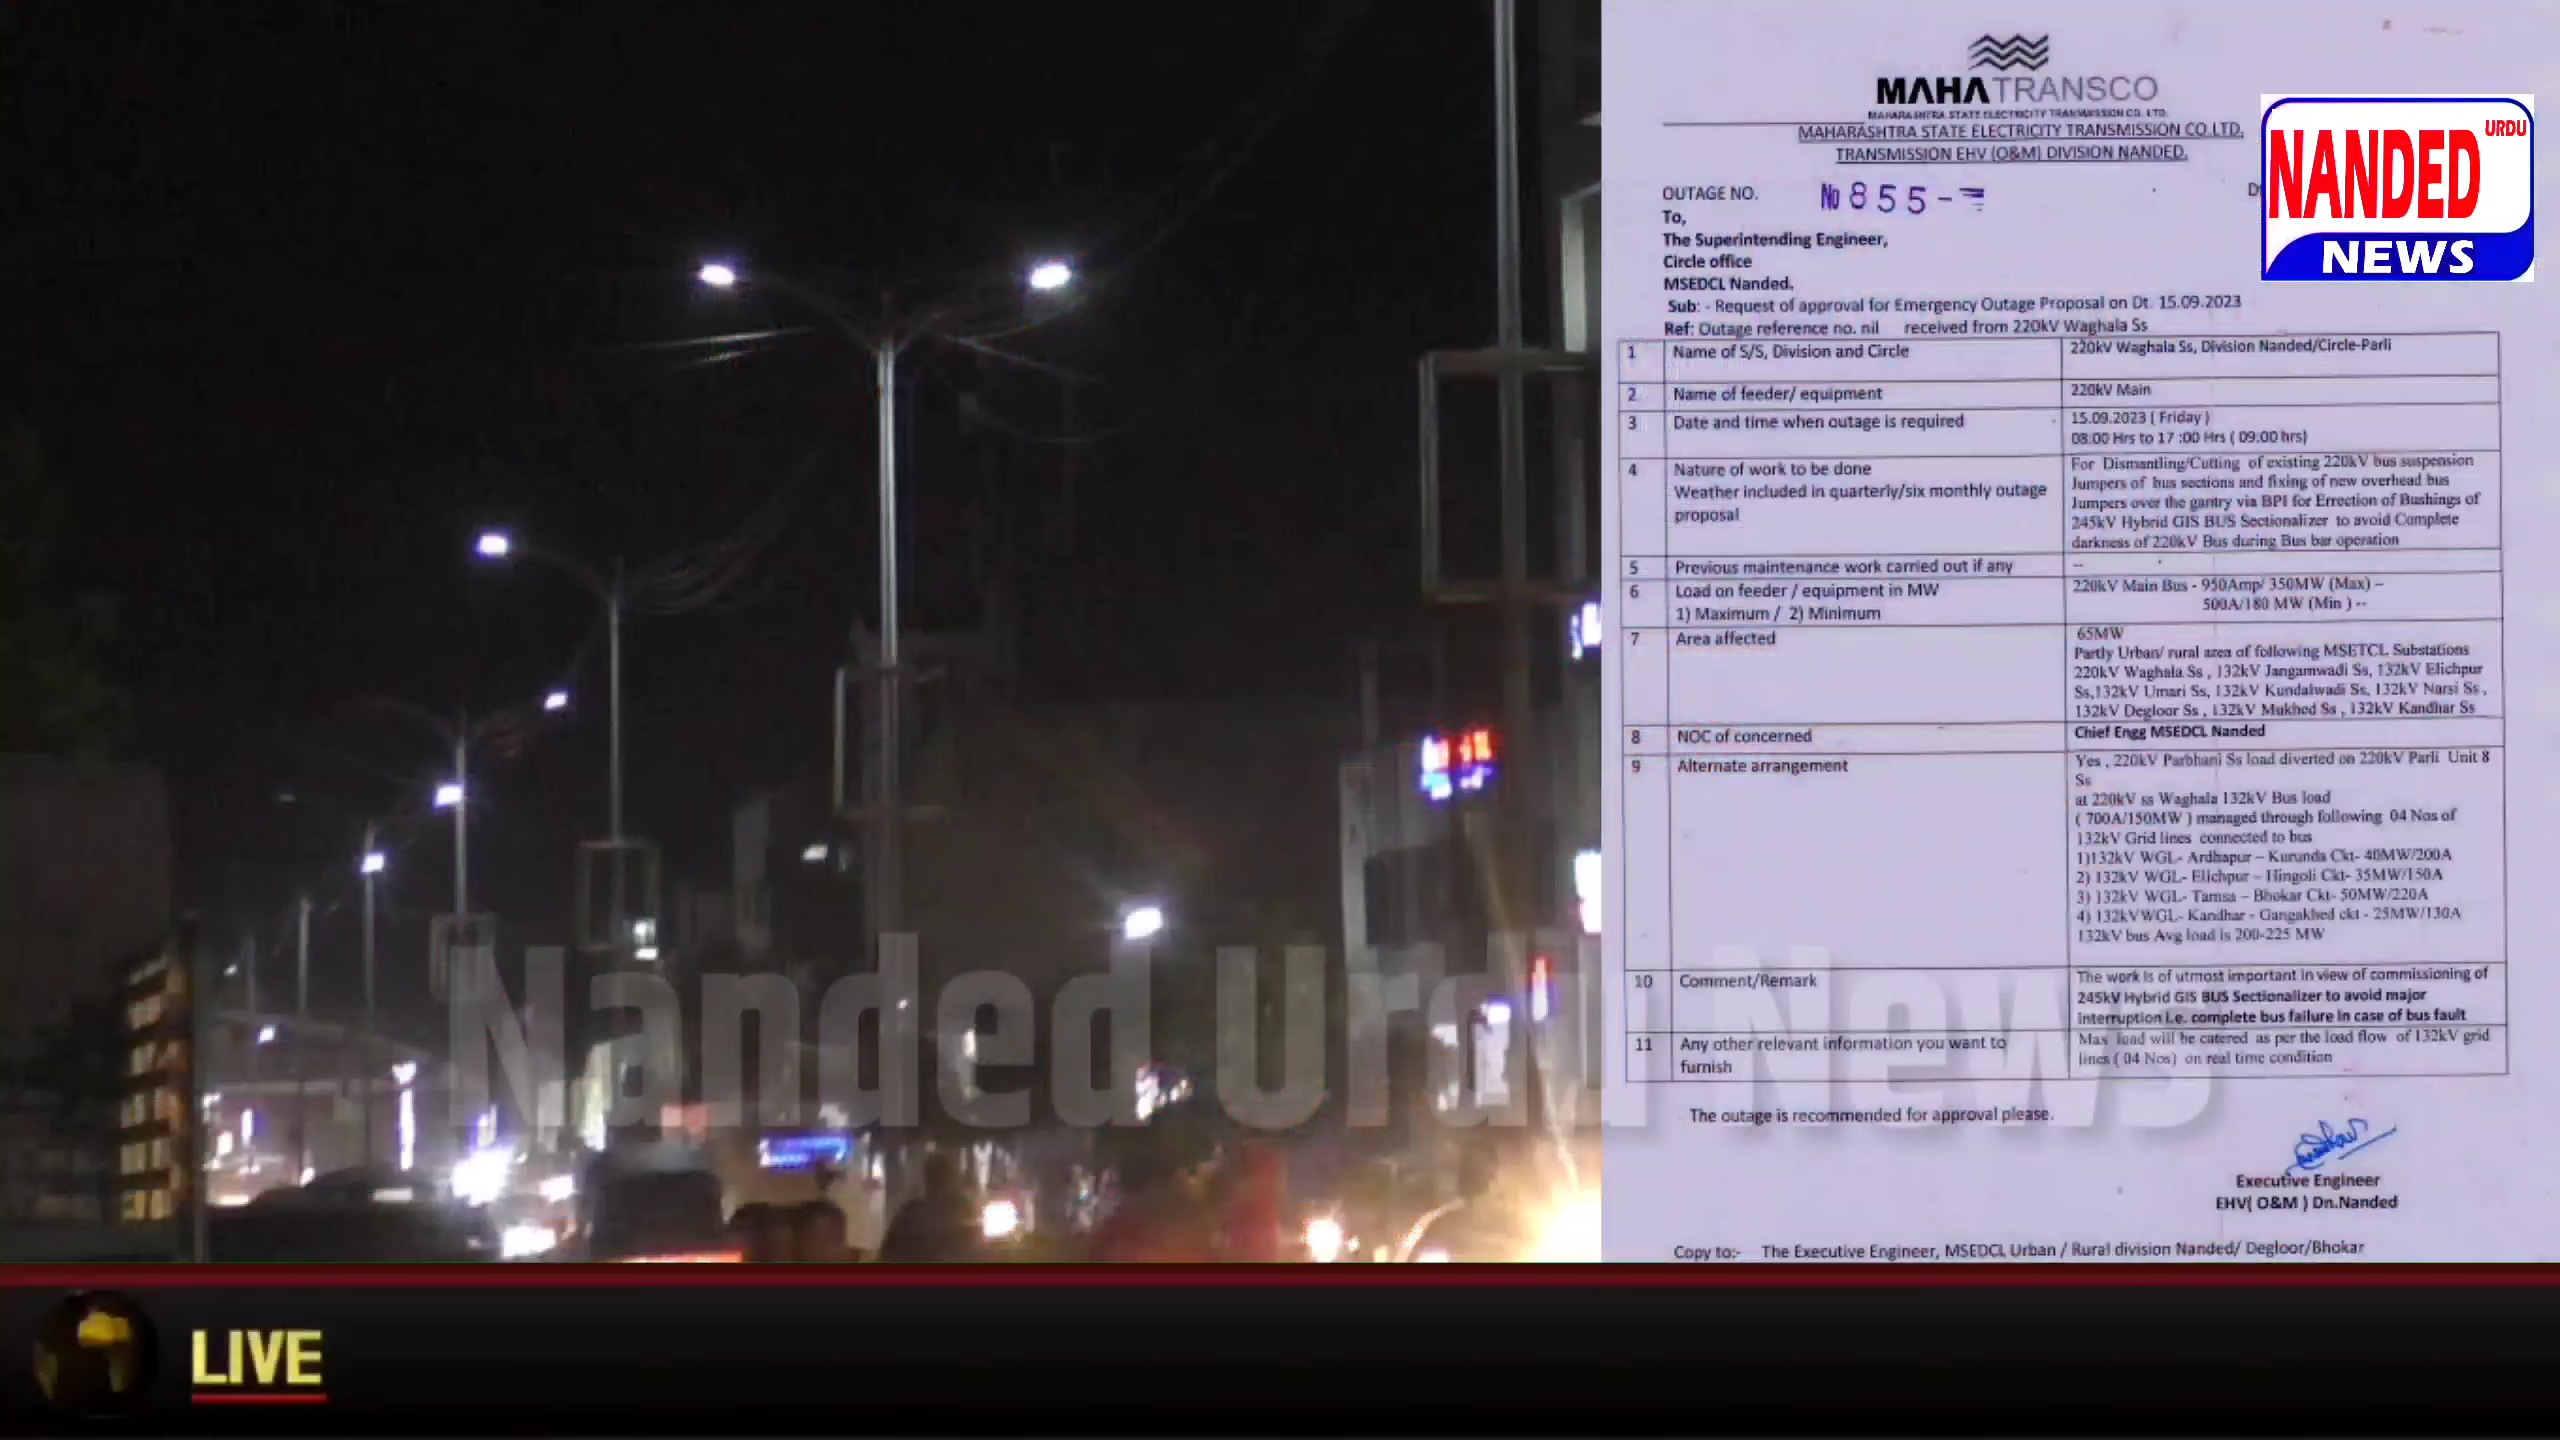 MAHATRANSCO
MAHARASHTRA STATE ELECTRICITY TRANSMISSION CO. LTD.
MAHARASHTRA STATE ELECTRICITY TRANSMISSION CO.LTD.
TRANSMISSION EHV (O&M) DIVISION NANDED.
URDU
NANDED
NEWS
OUTAGE NO. No 855-
To,
The Superintending Engineer,
Circle office
MSEDCL Nanded.
Sub: - Request of approval for Emergency Outage Proposal on Dt. 15.09.2023
Ref: Outage reference no. nil received from 220kV Waghala Ss
1 Name of S/S, Division and Circle 220kV Waghala Ss, Division Nanded/Circle-Parli
2 Name of feeder/ equipment 220kV Main
3 Date and time when outage is required 15.09.2023 ( Friday )
08:00 Hrs to 17 :00 Hrs ( 09:00 hrs)
4 Nature of work to be done
Weather included in quarterly/six monthly outage
proposal
For Dismantling/Cutting of existing 220kV bus suspension
Jumpers of bus sections and fixing of new overhead bus
Jumpers over the gantry via BPI for Errection of Bushings of
245kV Hybrid GIS BUS Sectionalizer to avoid Complete
darkness of 220kV Bus during Bus bar operation
5 Previous maintenance work carried out if any --
6 Load on feeder / equipment in MW
1) Maximum / 2) Minimum
220kV Main Bus - 950Amp/ 350MW (Max) –
500A/180 MW (Min ) --
7 Area affected 65MW
Partly Urban/ rural area of following MSETCL Substations
220kV Waghala Ss , 132kV Jangamwadi Ss, 132kV Elichpur
Ss,132kV Umari Ss, 132kV Kundalwadi Ss, 132kV Narsi Ss ,
132kV Degloor Ss , 132kV Mukhed Ss , 132kV Kandhar Ss
8 NOC of concerned Chief Engg MSEDCL Nanded
9 Alternate arrangement Yes , 220kV Parbhani Ss load diverted on 220kV Parli Unit 8
Ss
at 220kV ss Waghala 132kV Bus load
( 700A/150MW ) managed through following 04 Nos of
132kV Grid lines connected to bus
1)132kV WGL- Ardhapur – Kurunda Ckt- 40MW/200A
2) 132kV WGL- Elichpur – Hingoli Ckt- 35MW/150A
3) 132kV WGL- Tamsa – Bhokar Ckt- 50MW/220A
4) 132kVWGL- Kandhar - Gangakhed ckt - 25MW/130A
132kV bus Avg load is 200-225 MW
10 Comment/Remark The work is of utmost important in view of commissioning of
245kV Hybrid GIS BUS Sectionalizer to avoid major
interruption i.e. complete bus failure in case of bus fault
11 Any other relevant information you want to
furnish
Max load will be catered as per the load flow of 132kV grid
lines ( 04 Nos) on real time condition
The outage is recommended for approval please.
Executive Engineer
EHV( O&M ) Dn.Nanded
Copy to:- The Executive Engineer, MSEDCL Urban / Rural division Nanded/ Degloor/Bhokar
Nanded Urdu News
LIVE